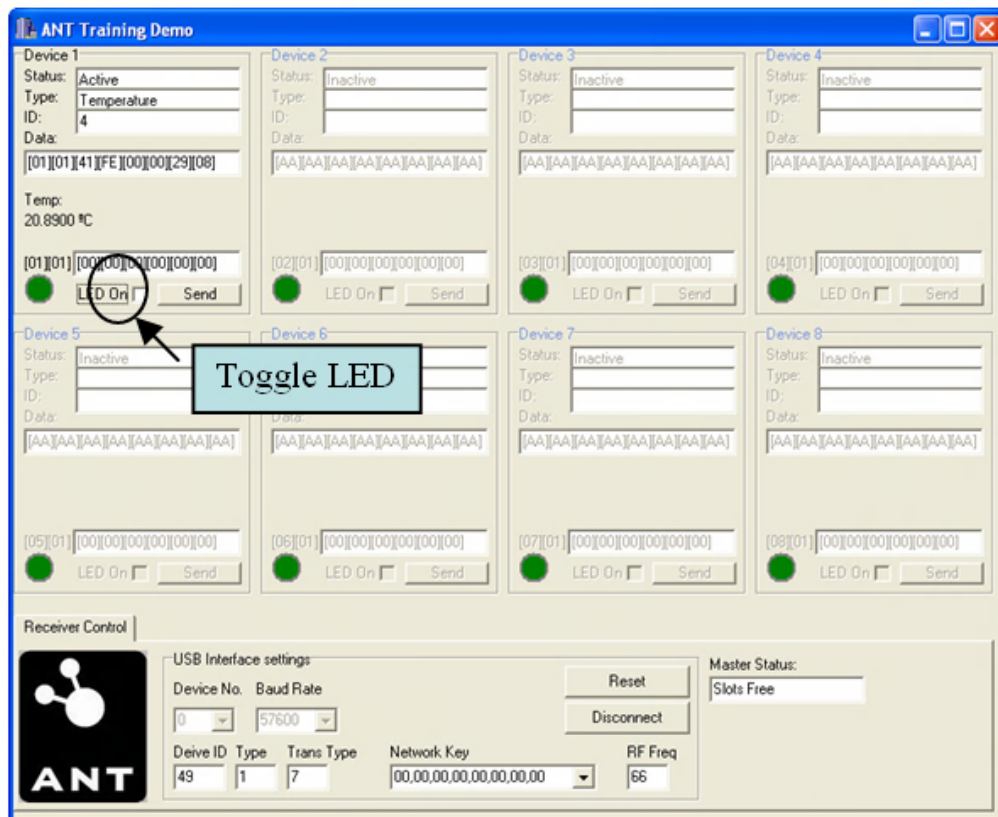 ANT Training Demo
Device 1
Status: Active
Type: Temperature
ID: 4
Data:
[01][01][41][FE][00][00][29][08]
Temp:
20.8900 ºC
[01][01] [00][00][00][00][00][00]
LED On Send
Device 2
Status: Inactive
Type:
ID:
Data:
[AA][AA][AA][AA][AA][AA][AA][AA]
[02][01] [00][00][00][00][00][00]
LED On Send
Device 3
Status: Inactive
Type:
ID:
Data:
[AA][AA][AA][AA][AA][AA][AA][AA]
[03][01] [00][00][00][00][00][00]
LED On Send
Device 4
Status: Inactive
Type:
ID:
Data:
[AA][AA][AA][AA][AA][AA][AA][AA]
[04][01] [00][00][00][00][00][00]
LED On Send
Toggle LED
Device 5
Status: Inactive
Type:
ID:
Data:
[AA][AA][AA][AA][AA][AA][AA][AA]
[05][01] [00][00][00][00][00][00]
LED On Send
Device 6
Data:
[AA][AA][AA][AA][AA][AA][AA][AA]
[06][01] [00][00][00][00][00][00]
LED On Send
Device 7
Status: Inactive
Type:
ID:
Data:
[AA][AA][AA][AA][AA][AA][AA][AA]
[07][01] [00][00][00][00][00][00]
LED On Send
Device 8
Status: Inactive
Type:
ID:
Data:
[AA][AA][AA][AA][AA][AA][AA][AA]
[08][01] [00][00][00][00][00][00]
LED On Send
Receiver Control
ANT
USB Interface settings
Device No. Baud Rate
0 57600
Reset
Disconnect
Deive ID Type Trans Type Network Key RF Freq
49 1 7 00,00,00,00,00,00,00,00 66
Master Status:
Slots Free